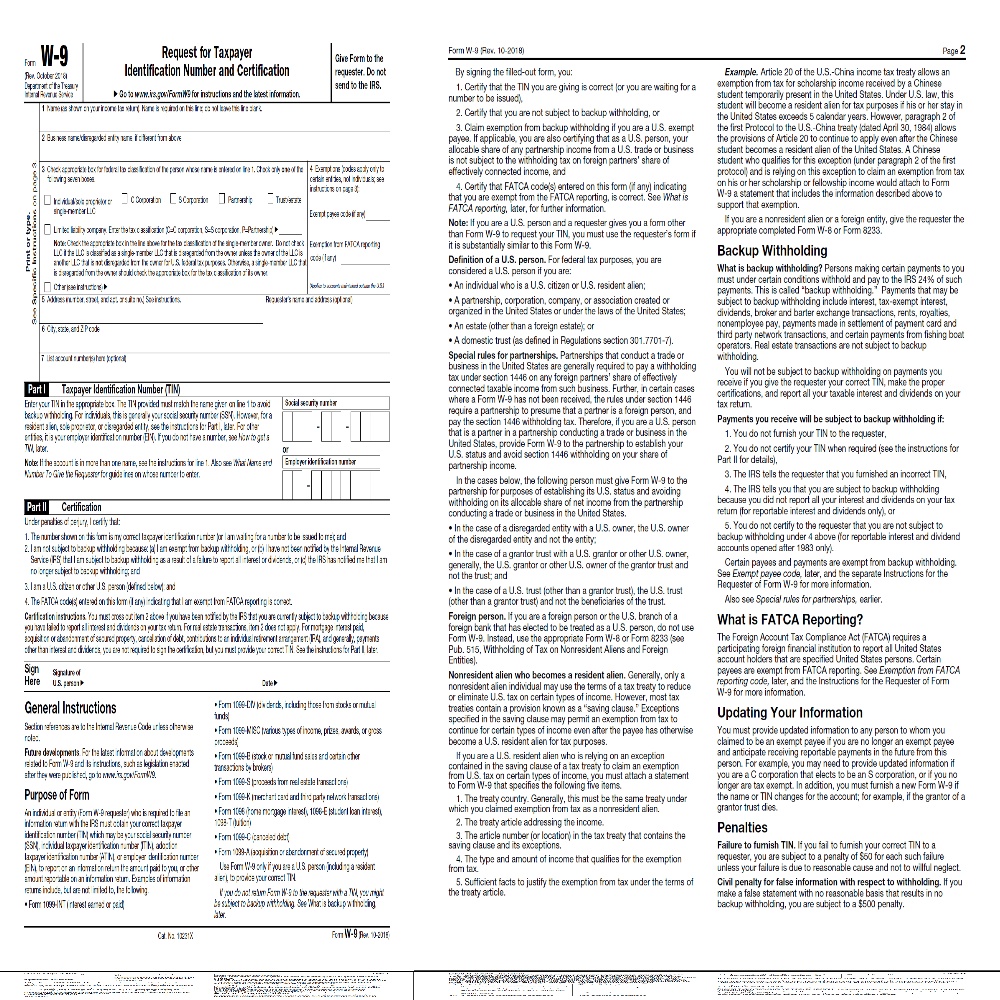 Form W-9
(Rev. October 2018)
Department of the Treasury
Internal Revenue Service
Request for Taxpayer
Identification Number and Certification
▶ Go to www.irs.gov/FormW9 for instructions and the latest information.
Give Form to the
requester. Do not
send to the IRS.
Print or type.
See Specific Instructions on page 3
1 Name (as shown on your income tax return). Name is required on this line; do not leave this line blank.
2 Business name/disregarded entity name, if different from above
3 Check appropriate box for federal tax classification of the person whose name is entered on line 1. Check only one of the
following seven boxes.
Individual/sole proprietor or
single-member LLC
C Corporation
S Corporation
Partnership
Trust/estate
Limited liability company. Enter the tax classification (C=C corporation, S=S corporation, P=Partnership) ▶
Note: Check the appropriate box in the line above for the tax classification of the single-member owner. Do not check
LLC if the LLC is classified as a single-member LLC that is disregarded from the owner unless the owner of the LLC is
another LLC that is not disregarded from the owner for U.S. federal tax purposes. Otherwise, a single-member LLC that
is disregarded from the owner should check the appropriate box for the tax classification of its owner.
Other (see instructions) ▶
4 Exemptions (codes apply only to
certain entities, not individuals; see
instructions on page 3):
Exempt payee code (if any)
Exemption from FATCA reporting
code (if any)
(Applies to accounts maintained outside the U.S.)
5 Address (number, street, and apt. or suite no.) See instructions.
Requester's name and address (optional)
6 City, state, and ZIP code
7 List account number(s) here (optional)
Part I Taxpayer Identification Number (TIN)
Enter your TIN in the appropriate box. The TIN provided must match the name given on line 1 to avoid
backup withholding. For individuals, this is generally your social security number (SSN). However, for a
resident alien, sole proprietor, or disregarded entity, see the instructions for Part I, later. For other
entities, it is your employer identification number (EIN). If you do not have a number, see How to get a
TIN, later.
Note: If the account is in more than one name, see the instructions for line 1. Also see What Name and
Number To Give the Requester for guidelines on whose number to enter.
Social security number
– –
or
Employer identification number
–
Part II Certification
Under penalties of perjury, I certify that:
1. The number shown on this form is my correct taxpayer identification number (or I am waiting for a number to be issued to me); and
2. I am not subject to backup withholding because: (a) I am exempt from backup withholding, or (b) I have not been notified by the Internal Revenue
Service (IRS) that I am subject to backup withholding as a result of a failure to report all interest or dividends, or (c) the IRS has notified me that I am
no longer subject to backup withholding; and
3. I am a U.S. citizen or other U.S. person (defined below); and
4. The FATCA code(s) entered on this form (if any) indicating that I am exempt from FATCA reporting is correct.
Certification instructions. You must cross out item 2 above if you have been notified by the IRS that you are currently subject to backup withholding because
you have failed to report all interest and dividends on your tax return. For real estate transactions, item 2 does not apply. For mortgage interest paid,
acquisition or abandonment of secured property, cancellation of debt, contributions to an individual retirement arrangement (IRA), and generally, payments
other than interest and dividends, you are not required to sign the certification, but you must provide your correct TIN. See the instructions for Part II, later.
Sign
Here
Signature of
U.S. person ▶
Date ▶
General Instructions
Section references are to the Internal Revenue Code unless otherwise
noted.
Future developments. For the latest information about developments
related to Form W-9 and its instructions, such as legislation enacted
after they were published, go to www.irs.gov/FormW9.
Purpose of Form
An individual or entity (Form W-9 requester) who is required to file an
information return with the IRS must obtain your correct taxpayer
identification number (TIN) which may be your social security number
(SSN), individual taxpayer identification number (ITIN), adoption
taxpayer identification number (ATIN), or employer identification number
(EIN), to report on an information return the amount paid to you, or other
amount reportable on an information return. Examples of information
returns include, but are not limited to, the following.
• Form 1099-INT (interest earned or paid)
• Form 1099-DIV (dividends, including those from stocks or mutual
funds)
• Form 1099-MISC (various types of income, prizes, awards, or gross
proceeds)
• Form 1099-B (stock or mutual fund sales and certain other
transactions by brokers)
• Form 1099-S (proceeds from real estate transactions)
• Form 1099-K (merchant card and third party network transactions)
• Form 1098 (home mortgage interest), 1098-E (student loan interest),
1098-T (tuition)
• Form 1099-C (canceled debt)
• Form 1099-A (acquisition or abandonment of secured property)
Use Form W-9 only if you are a U.S. person (including a resident
alien), to provide your correct TIN.
If you do not return Form W-9 to the requester with a TIN, you might
be subject to backup withholding. See What is backup withholding,
later.
Cat. No. 10231X
Form W-9 (Rev. 10-2018)
Form W-9 (Rev. 10-2018)
Page 2
By signing the filled-out form, you:
1. Certify that the TIN you are giving is correct (or you are waiting for a
number to be issued),
2. Certify that you are not subject to backup withholding, or
3. Claim exemption from backup withholding if you are a U.S. exempt
payee. If applicable, you are also certifying that as a U.S. person, your
allocable share of any partnership income from a U.S. trade or business
is not subject to the withholding tax on foreign partners' share of
effectively connected income, and
4. Certify that FATCA code(s) entered on this form (if any) indicating
that you are exempt from the FATCA reporting, is correct. See What is
FATCA reporting, later, for further information.
Note: If you are a U.S. person and a requester gives you a form other
than Form W-9 to request your TIN, you must use the requester's form if
it is substantially similar to this Form W-9.
Definition of a U.S. person. For federal tax purposes, you are
considered a U.S. person if you are:
• An individual who is a U.S. citizen or U.S. resident alien;
• A partnership, corporation, company, or association created or
organized in the United States or under the laws of the United States;
• An estate (other than a foreign estate); or
• A domestic trust (as defined in Regulations section 301.7701-7).
Special rules for partnerships. Partnerships that conduct a trade or
business in the United States are generally required to pay a withholding
tax under section 1446 on any foreign partners' share of effectively
connected taxable income from such business. Further, in certain cases
where a Form W-9 has not been received, the rules under section 1446
require a partnership to presume that a partner is a foreign person, and
pay the section 1446 withholding tax. Therefore, if you are a U.S. person
that is a partner in a partnership conducting a trade or business in the
United States, provide Form W-9 to the partnership to establish your
U.S. status and avoid section 1446 withholding on your share of
partnership income.
In the cases below, the following person must give Form W-9 to the
partnership for purposes of establishing its U.S. status and avoiding
withholding on its allocable share of net income from the partnership
conducting a trade or business in the United States.
• In the case of a disregarded entity with a U.S. owner, the U.S. owner
of the disregarded entity and not the entity;
• In the case of a grantor trust with a U.S. grantor or other U.S. owner,
generally, the U.S. grantor or other U.S. owner of the grantor trust and
not the trust; and
• In the case of a U.S. trust (other than a grantor trust), the U.S. trust
(other than a grantor trust) and not the beneficiaries of the trust.
Foreign person. If you are a foreign person or the U.S. branch of a
foreign bank that has elected to be treated as a U.S. person, do not use
Form W-9. Instead, use the appropriate Form W-8 or Form 8233 (see
Pub. 515, Withholding of Tax on Nonresident Aliens and Foreign
Entities).
Nonresident alien who becomes a resident alien. Generally, only a
nonresident alien individual may use the terms of a tax treaty to reduce
or eliminate U.S. tax on certain types of income. However, most tax
treaties contain a provision known as a “saving clause.” Exceptions
specified in the saving clause may permit an exemption from tax to
continue for certain types of income even after the payee has otherwise
become a U.S. resident alien for tax purposes.
If you are a U.S. resident alien who is relying on an exception
contained in the saving clause of a tax treaty to claim an exemption
from U.S. tax on certain types of income, you must attach a statement
to Form W-9 that specifies the following five items.
1. The treaty country. Generally, this must be the same treaty under
which you claimed exemption from tax as a nonresident alien.
2. The treaty article addressing the income.
3. The article number (or location) in the tax treaty that contains the
saving clause and its exceptions.
4. The type and amount of income that qualifies for the exemption
from tax.
5. Sufficient facts to justify the exemption from tax under the terms of
the treaty article.
Example. Article 20 of the U.S.-China income tax treaty allows an
exemption from tax for scholarship income received by a Chinese
student temporarily present in the United States. Under U.S. law, this
student will become a resident alien for tax purposes if his or her stay in
the United States exceeds 5 calendar years. However, paragraph 2 of
the first Protocol to the U.S.-China treaty (dated April 30, 1984) allows
the provisions of Article 20 to continue to apply even after the Chinese
student becomes a resident alien of the United States. A Chinese
student who qualifies for this exception (under paragraph 2 of the first
protocol) and is relying on this exception to claim an exemption from tax
on his or her scholarship or fellowship income would attach to Form
W-9 a statement that includes the information described above to
support that exemption.
If you are a nonresident alien or a foreign entity, give the requester the
appropriate completed Form W-8 or Form 8233.
Backup Withholding
What is backup withholding? Persons making certain payments to you
must under certain conditions withhold and pay to the IRS 24% of such
payments. This is called “backup withholding.” Payments that may be
subject to backup withholding include interest, tax-exempt interest,
dividends, broker and barter exchange transactions, rents, royalties,
nonemployee pay, payments made in settlement of payment card and
third party network transactions, and certain payments from fishing boat
operators. Real estate transactions are not subject to backup
withholding.
You will not be subject to backup withholding on payments you
receive if you give the requester your correct TIN, make the proper
certifications, and report all your taxable interest and dividends on your
tax return.
Payments you receive will be subject to backup withholding if:
1. You do not furnish your TIN to the requester,
2. You do not certify your TIN when required (see the instructions for
Part II for details),
3. The IRS tells the requester that you furnished an incorrect TIN,
4. The IRS tells you that you are subject to backup withholding
because you did not report all your interest and dividends on your tax
return (for reportable interest and dividends only), or
5. You do not certify to the requester that you are not subject to
backup withholding under 4 above (for reportable interest and dividend
accounts opened after 1983 only).
Certain payees and payments are exempt from backup withholding.
See Exempt payee code, later, and the separate Instructions for the
Requester of Form W-9 for more information.
Also see Special rules for partnerships, earlier.
What is FATCA Reporting?
The Foreign Account Tax Compliance Act (FATCA) requires a
participating foreign financial institution to report all United States
account holders that are specified United States persons. Certain
payees are exempt from FATCA reporting. See Exemption from FATCA
reporting code, later, and the Instructions for the Requester of Form
W-9 for more information.
Updating Your Information
You must provide updated information to any person to whom you
claimed to be an exempt payee if you are no longer an exempt payee
and anticipate receiving reportable payments in the future from this
person. For example, you may need to provide updated information if
you are a C corporation that elects to be an S corporation, or if you no
longer are tax exempt. In addition, you must furnish a new Form W-9 if
the name or TIN changes for the account; for example, if the grantor of a
grantor trust dies.
Penalties
Failure to furnish TIN. If you fail to furnish your correct TIN to a
requester, you are subject to a penalty of $50 for each such failure
unless your failure is due to reasonable cause and not to willful neglect.
Civil penalty for false information with respect to withholding. If you
make a false statement with no reasonable basis that results in no
backup withholding, you are subject to a $500 penalty.